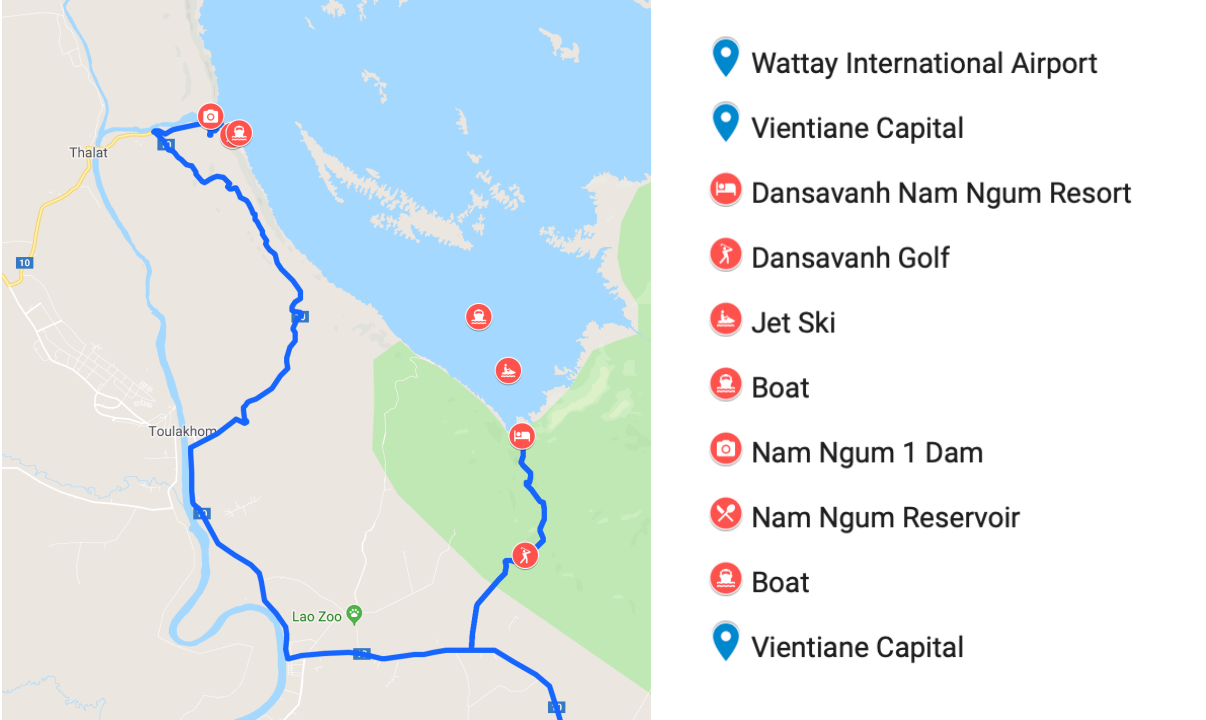 Thalat
10
Toulakhom
Lao Zoo
Wattay International Airport
Vientiane Capital
Dansavanh Nam Ngum Resort
Dansavanh Golf
Jet Ski
Boat
Nam Ngum 1 Dam
Nam Ngum Reservoir
Boat
Vientiane Capital